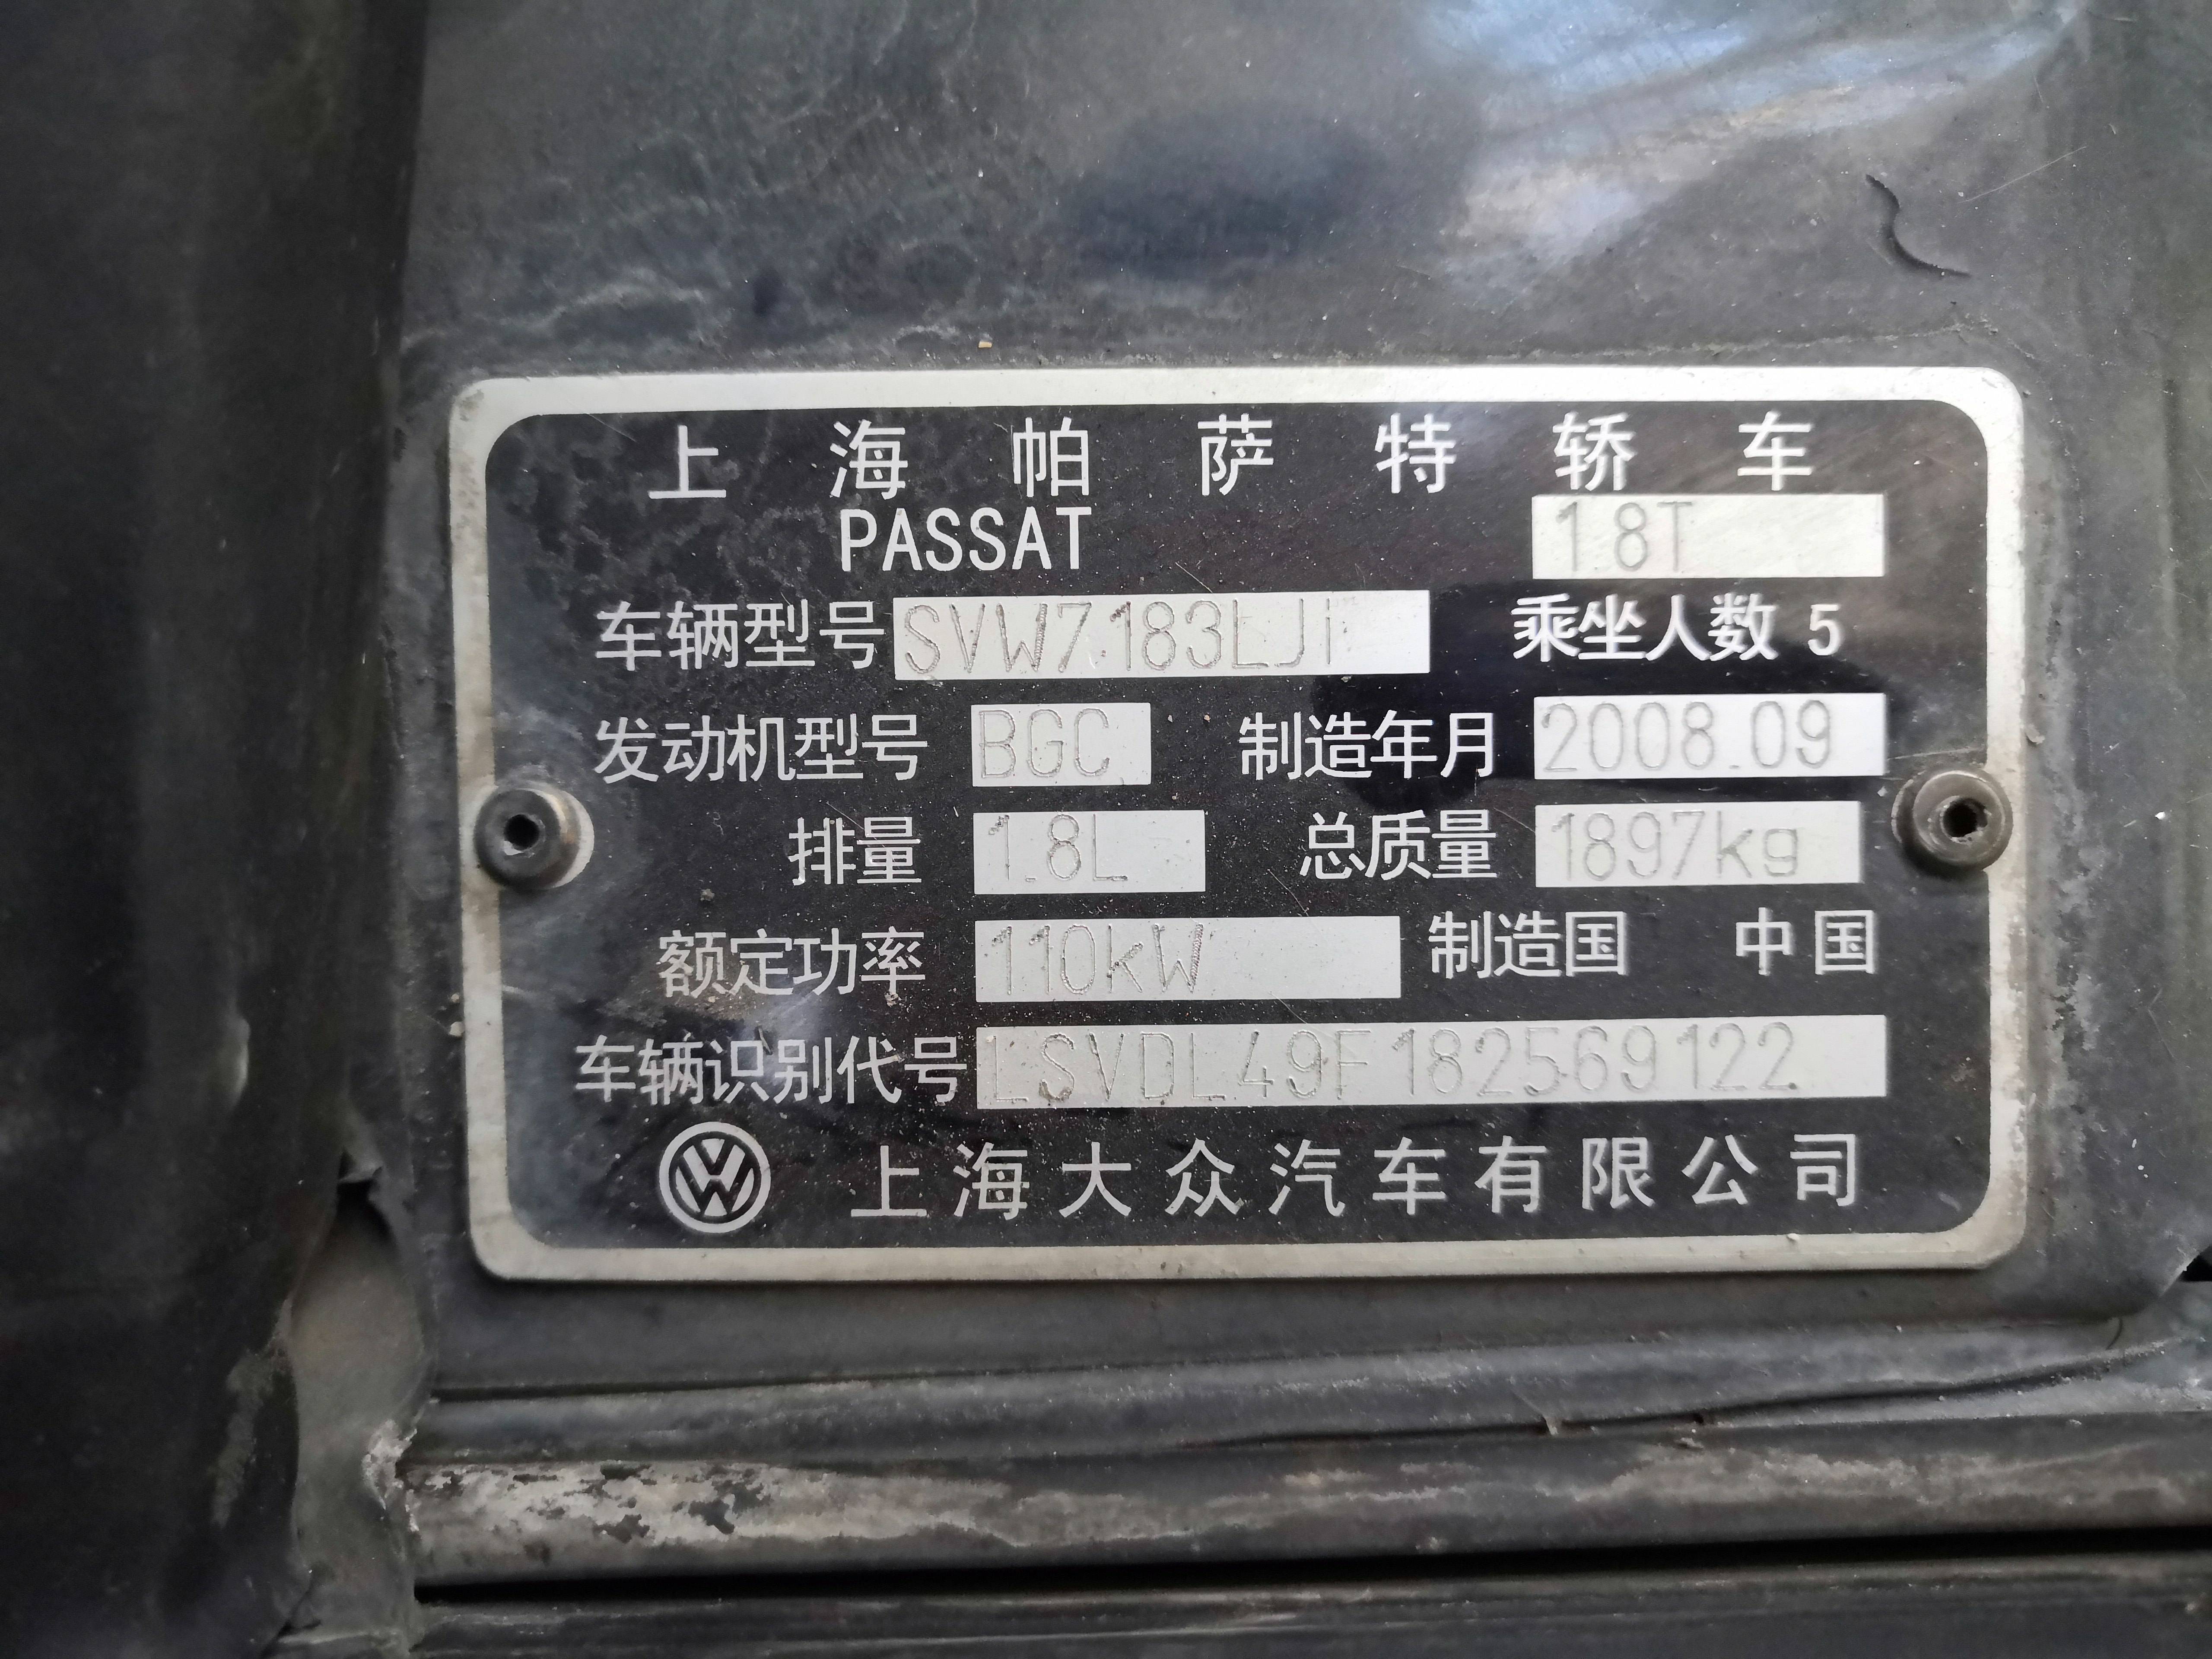 上海帕萨特轿车
PASSAT 1.8T
车辆型号 SVW7183LJi 乘坐人数 5
发动机型号 BGC 制造年月 2008.09
排量 1.8L 总质量 1897kg
额定功率 110kW 制造国 中国
车辆识别代号 LSVDL49F182569122
上海大众汽车有限公司